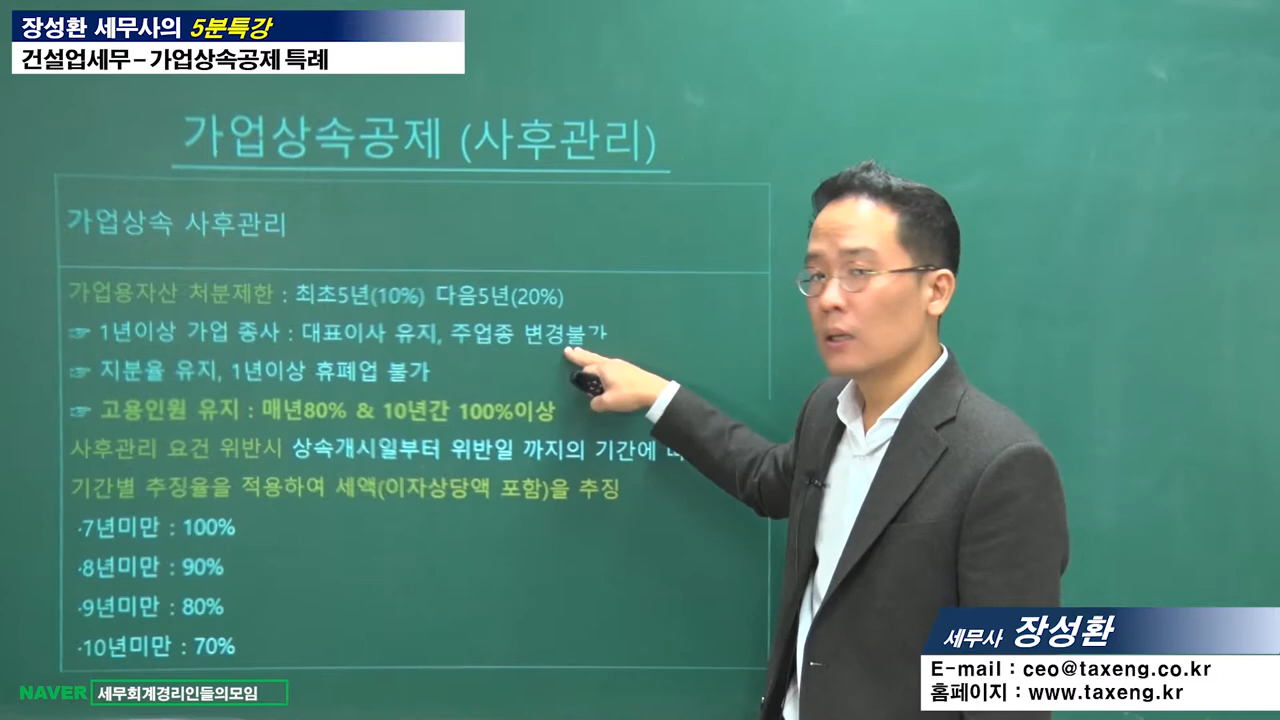 장성환 세무사의 5분특강
건설업세무 – 가업상속공제 특례
가업상속공제 (사후관리)
가업상속 사후관리
가업용자산 처분제한 : 최초5년(10%) 다음5년(20%)
☞ 1년이상 가업 종사 : 대표이사 유지, 주업종 변경불가
☞ 지분율 유지, 1년이상 휴폐업 불가
☞ 고용인원 유지 : 매년80% & 10년간 100%이상
사후관리 요건 위반시 상속개시일부터 위반일 까지의 기간에
기간별 추징율을 적용하여 세액(이자상당액 포함)을 추징
·7년미만 : 100%
·8년미만 : 90%
·9년미만 : 80%
·10년미만 : 70%
세무사 장성환
E-mail : ceo@taxeng.co.kr
홈페이지 : www.taxeng.kr
NAVER 세무회계경리인들의모임